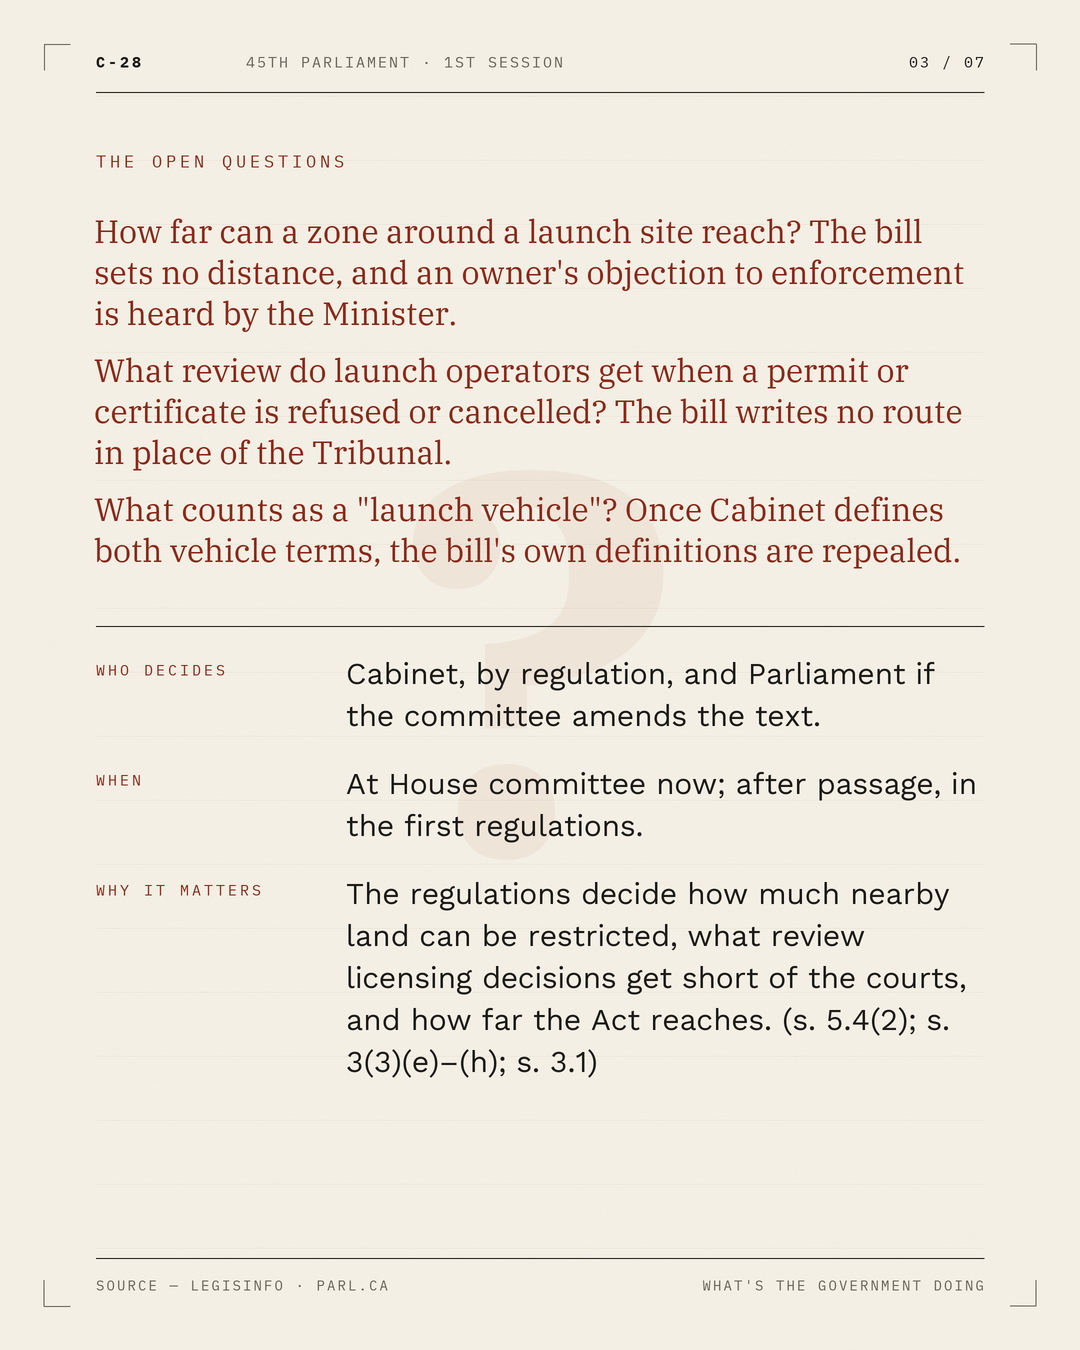 C-28 45TH PARLIAMENT · 1ST SESSION 03 / 07
THE OPEN QUESTIONS
How far can a zone around a launch site reach? The bill
sets no distance, and an owner's objection to enforcement
is heard by the Minister.
What review do launch operators get when a permit or
certificate is refused or cancelled? The bill writes no route
in place of the Tribunal.
What counts as a "launch vehicle"? Once Cabinet defines
both vehicle terms, the bill's own definitions are repealed.
?
WHO DECIDES
Cabinet, by regulation, and Parliament if
the committee amends the text.
WHEN
At House committee now; after passage, in
the first regulations.
WHY IT MATTERS
The regulations decide how much nearby
land can be restricted, what review
licensing decisions get short of the courts,
and how far the Act reaches. (s. 5.4(2); s.
3(3)(e)–(h); s. 3.1)
SOURCE — LEGISINFO · PARL.CA WHAT'S THE GOVERNMENT DOING